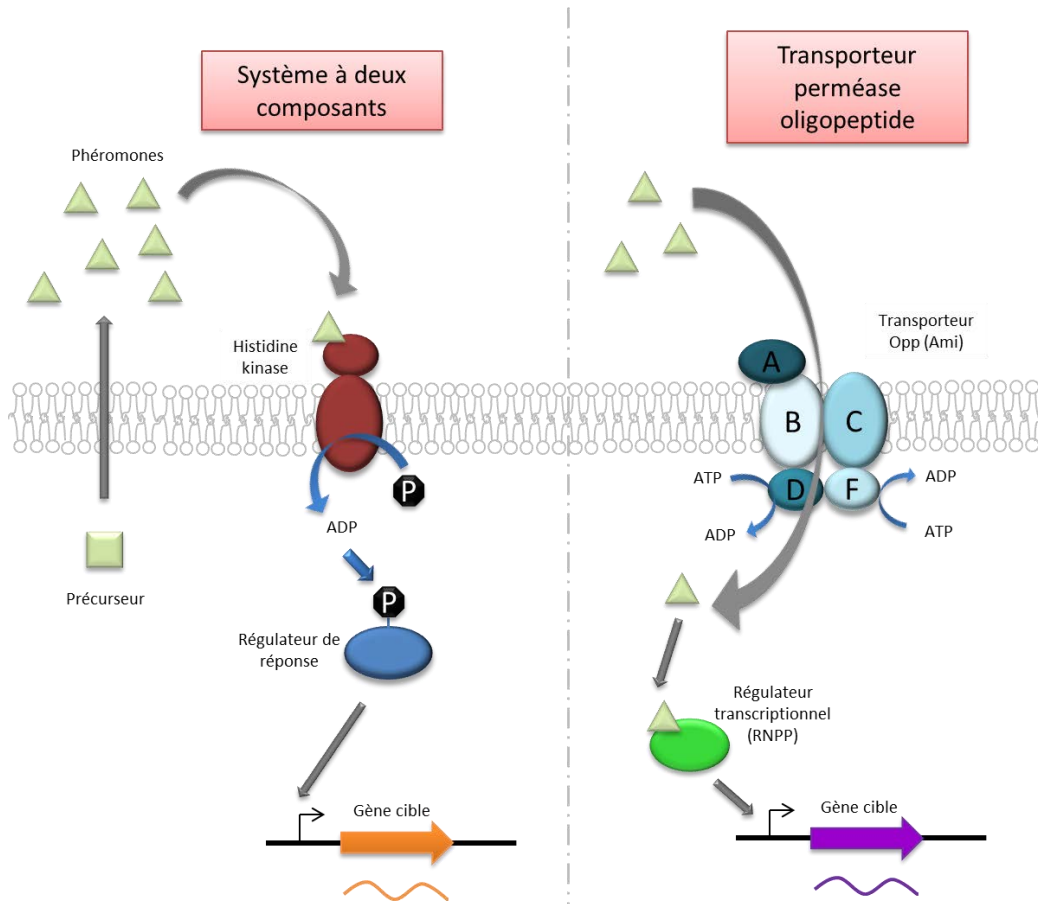 Système à deux
composants
Phéromones
Histidine
kinase
P
ADP
Précurseur
P
Régulateur de
réponse
Gène cible
Transporteur
perméase
oligopeptide
Transporteur
Opp (Ami)
A
B
C
D
F
ATP
ADP
ADP
ATP
Régulateur
transcriptionnel
(RNPP)
Gène cible